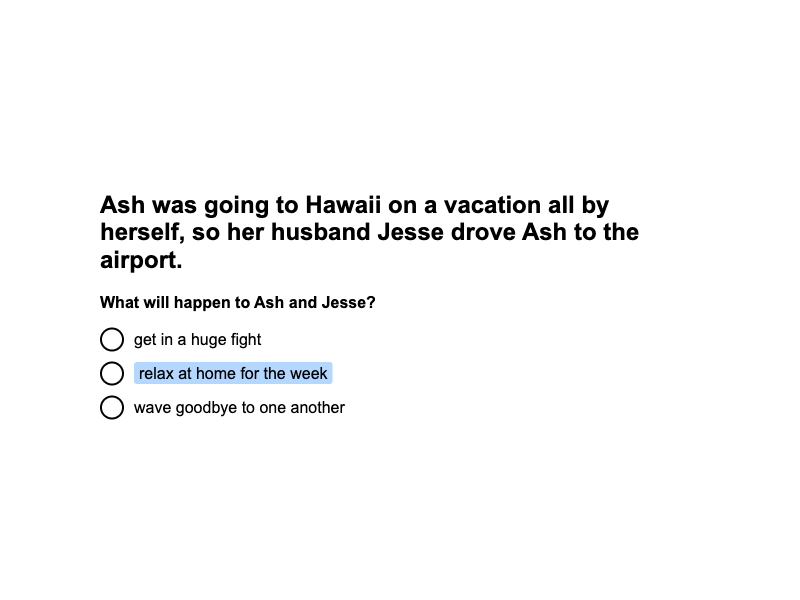 Ash was going to Hawaii on a vacation all by
herself, so her husband Jesse drove Ash to the
airport.
What will happen to Ash and Jesse?
get in a huge fight
relax at home for the week
wave goodbye to one another